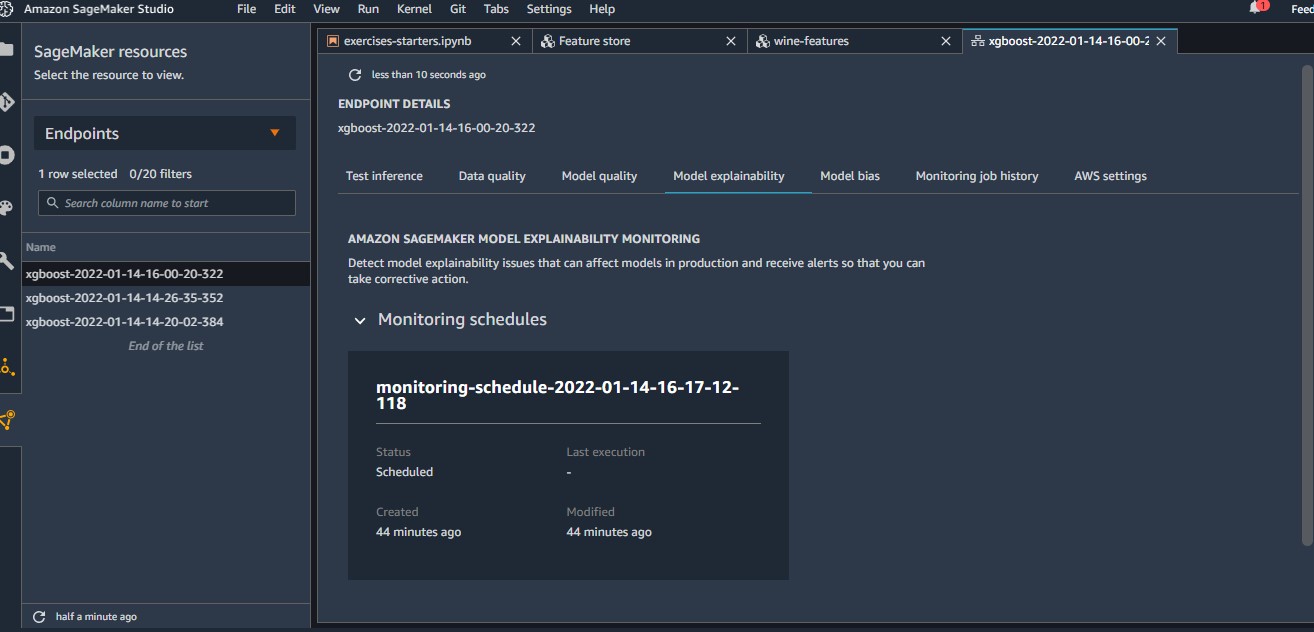 Amazon SageMaker Studio File Edit View Run Kernel Git Tabs Settings Help 1 Feed
SageMaker resources
Select the resource to view.
Endpoints
1 row selected 0/20 filters
Search column name to start
Name
xgboost-2022-01-14-16-00-20-322
xgboost-2022-01-14-14-26-35-352
xgboost-2022-01-14-14-20-02-384
End of the list
half a minute ago
exercises-starters.ipynb Feature store wine-features xgboost-2022-01-14-16-00-2
less than 10 seconds ago
ENDPOINT DETAILS
xgboost-2022-01-14-16-00-20-322
Test inference Data quality Model quality Model explainability Model bias Monitoring job history AWS settings
AMAZON SAGEMAKER MODEL EXPLAINABILITY MONITORING
Detect model explainability issues that can affect models in production and receive alerts so that you can
take corrective action.
Monitoring schedules
monitoring-schedule-2022-01-14-16-17-12-
118
Status Last execution
Scheduled -
Created Modified
44 minutes ago 44 minutes ago